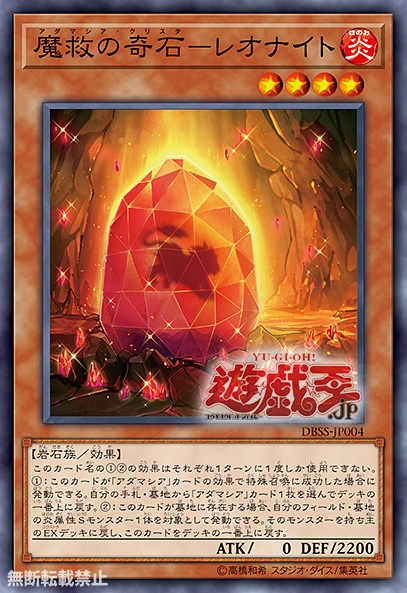 アダマシア・クリスタ
魔救の奇石－レオナイト
ほのお
炎
YU-GI-OH!
遊戯王
.jp
DBSS-JP004
【岩石族／効果】
このカード名の①②の効果はそれぞれ１ターンに１度しか使用できない。
①：このカードが「アダマシア」カードの効果で特殊召喚に成功した場合に
発動できる。自分の手札・墓地から「アダマシア」カード１枚を選んでデッキの
一番上に戻す。②：このカードが墓地に存在する場合、自分のフィールド・墓地
の炎属性Ｓモンスター１体を対象として発動できる。そのモンスターを持ち主
のEXデッキに戻し、このカードをデッキの一番上に戻す。
ATK/ 0 DEF/2200
無断転載禁止
©高橋和希 スタジオ・ダイス/集英社